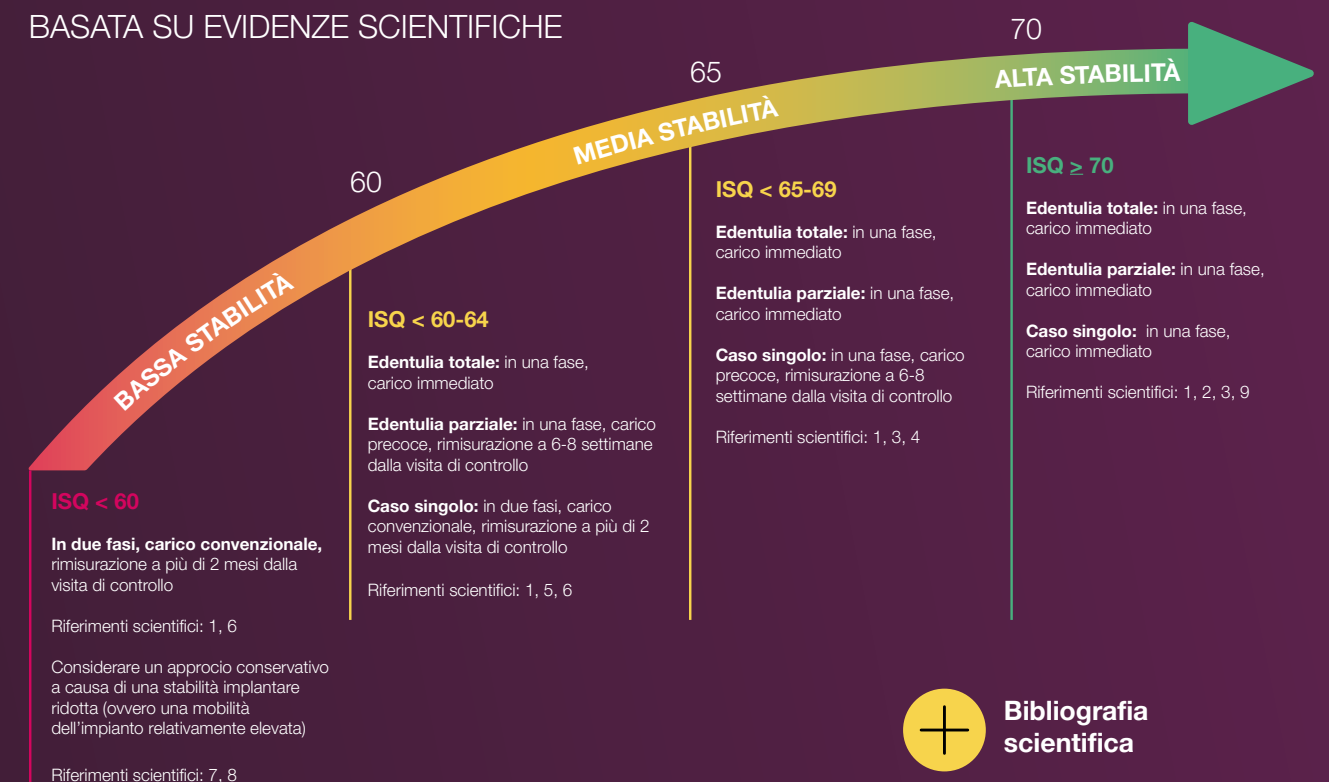 BASATA SU EVIDENZE SCIENTIFICHE
60
65
70
BASSA STABILITÀ
MEDIA STABILITÀ
ALTA STABILITÀ
ISQ < 60
In due fasi, carico convenzionale,
rimisurazione a più di 2 mesi dalla
visita di controllo
Riferimenti scientifici: 1, 6
Considerare un approcio conservativo
a causa di una stabilità implantare
ridotta (ovvero una mobilità
dell'impianto relativamente elevata)
Riferimenti scientifici: 7, 8
ISQ < 60-64
Edentulia totale: in una fase,
carico immediato
Edentulia parziale: in una fase, carico
precoce, rimisurazione a 6-8 settimane
dalla visita di controllo
Caso singolo: in due fasi, carico
convenzionale, rimisurazione a più di 2
mesi dalla visita di controllo
Riferimenti scientifici: 1, 5, 6
ISQ < 65-69
Edentulia totale: in una fase,
carico immediato
Edentulia parziale: in una fase,
carico immediato
Caso singolo: in una fase, carico
precoce, rimisurazione a 6-8
settimane dalla visita di controllo
Riferimenti scientifici: 1, 3, 4
ISQ ≥ 70
Edentulia totale: in una fase,
carico immediato
Edentulia parziale: in una fase,
carico immediato
Caso singolo: in una fase,
carico immediato
Riferimenti scientifici: 1, 2, 3, 9
Bibliografia
scientifica